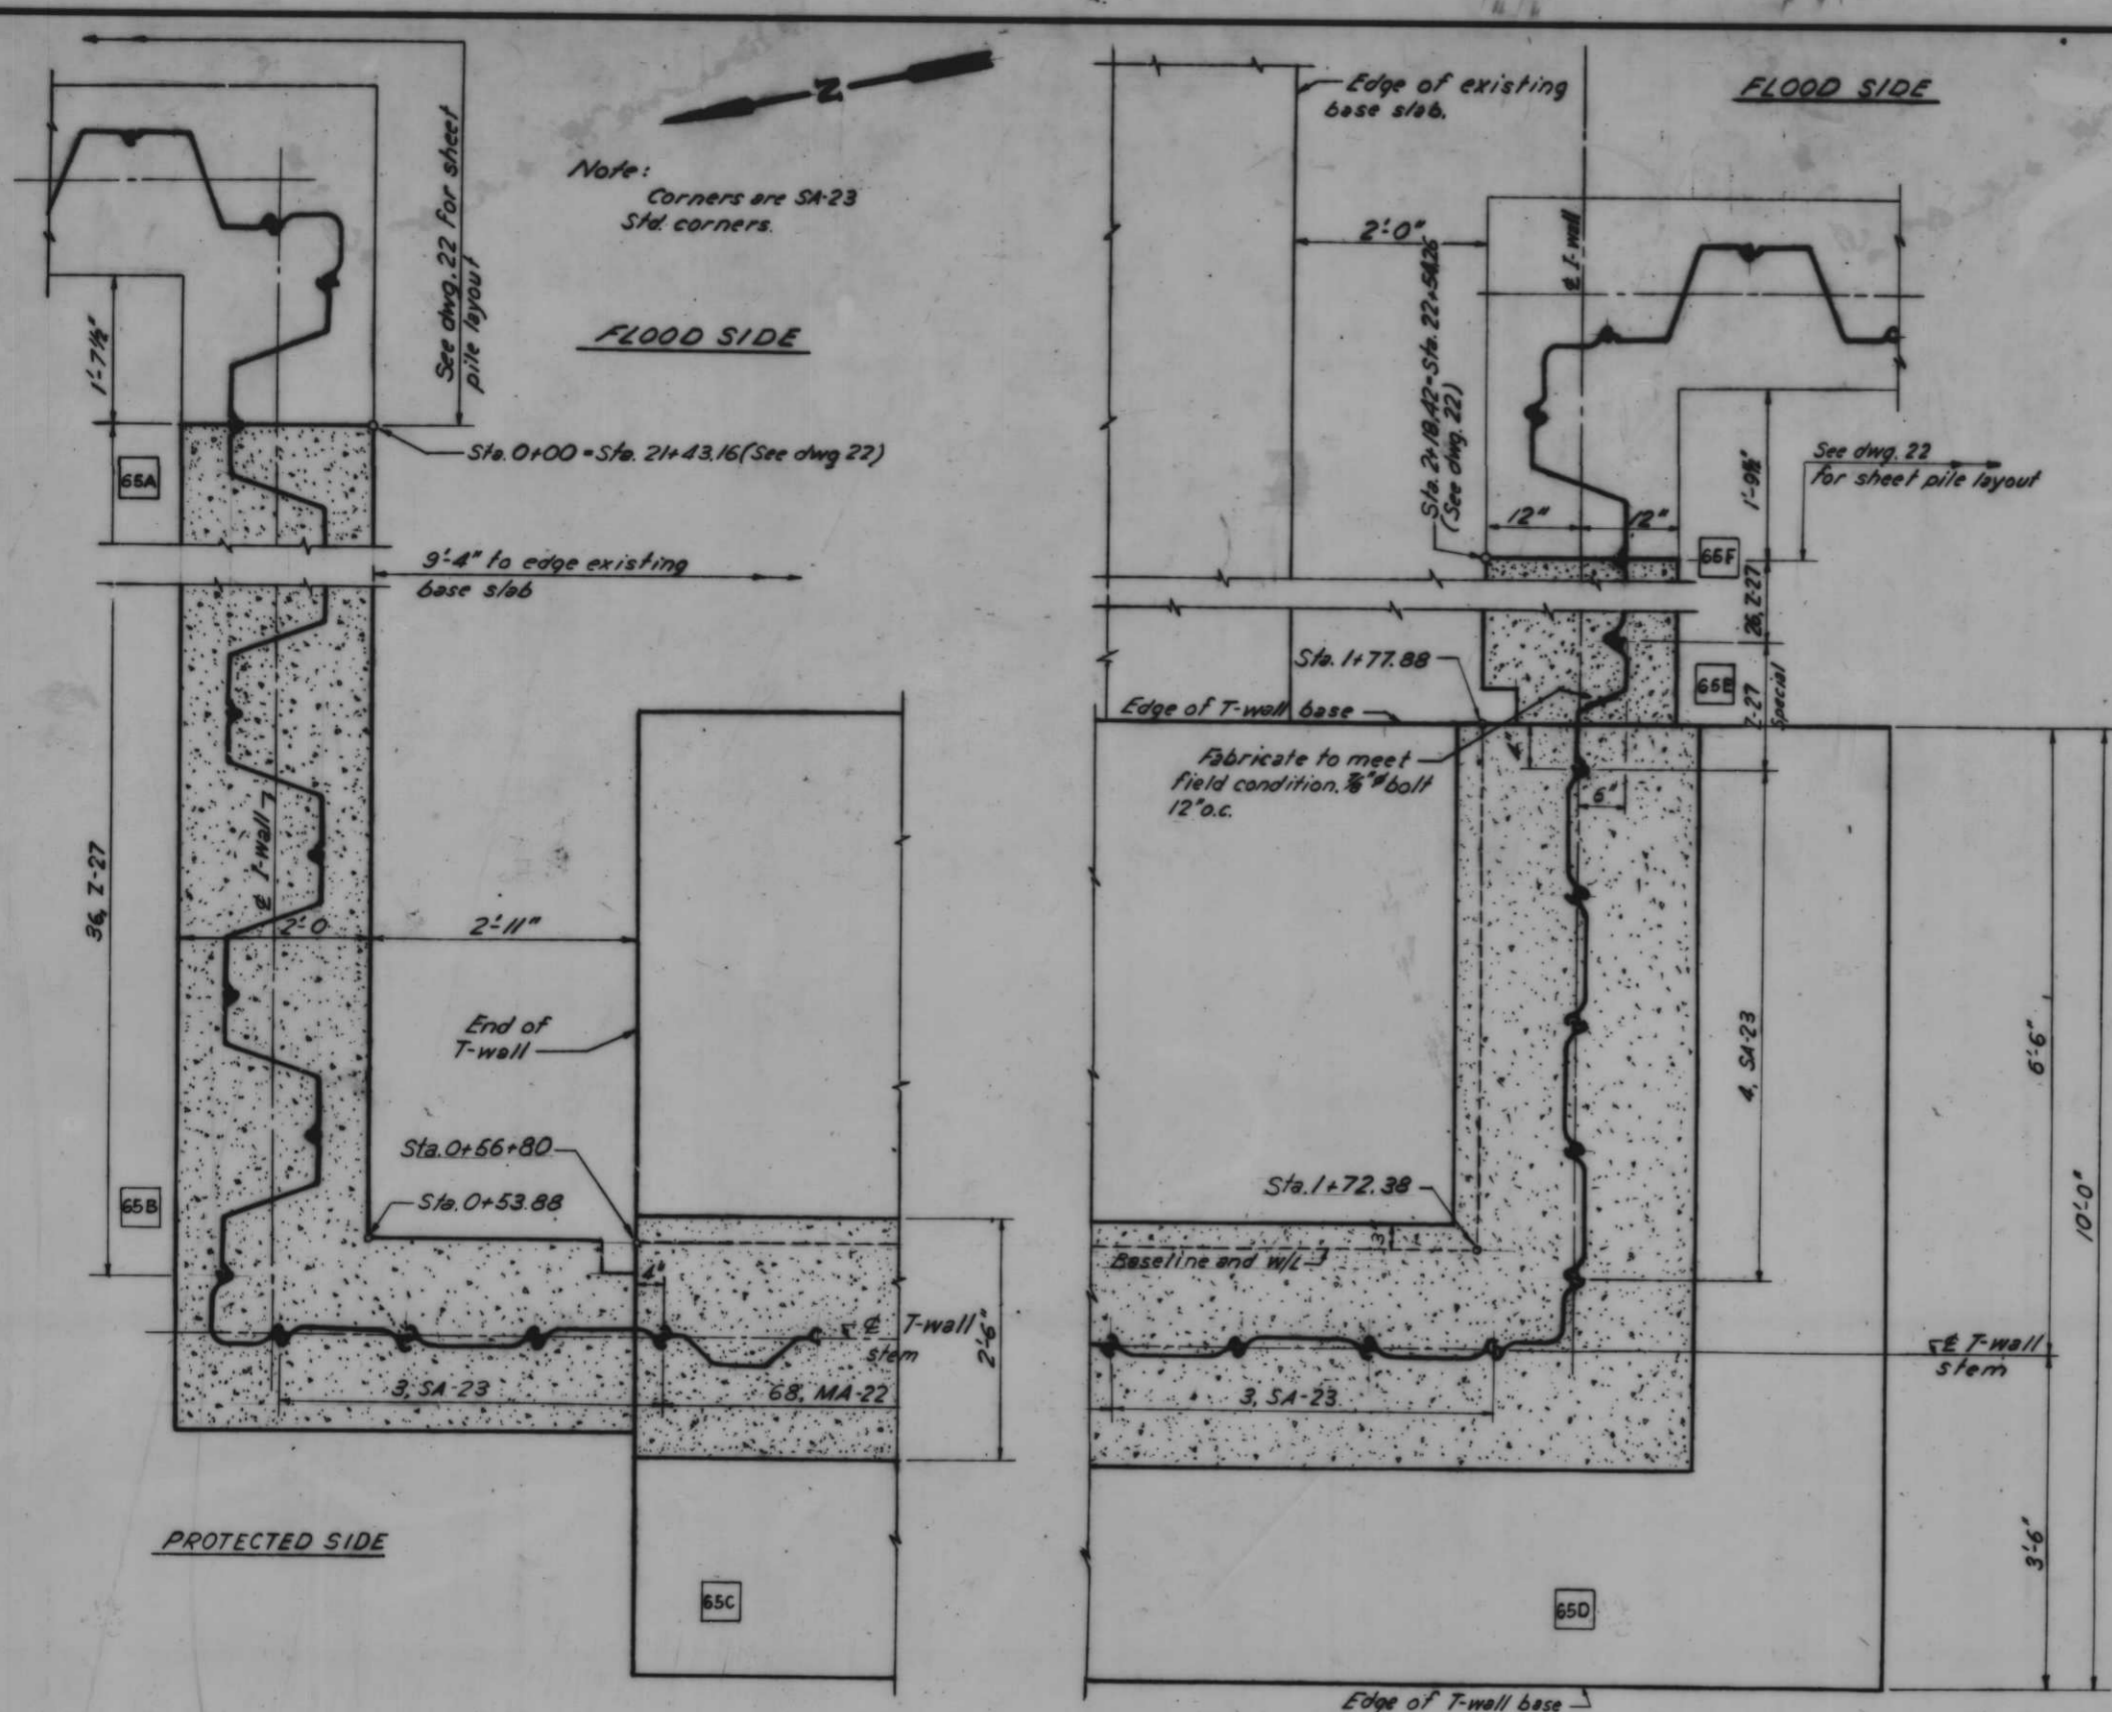 N
Note:
Corners are SA-23
Std. corners.
See dwg. 22 for sheet
pile layout
FLOOD SIDE
1'-7½"
65A
Sta. 0+00 = Sta. 21+43.16 (See dwg 22)
9'-4" to edge existing
base slab
36, Z-27
℄ I-wall
2'-0
2'-11"
End of
T-wall
Sta. 0+56+80
Sta. 0+53.88
65B
4"
℄ T-wall
stem
2'-6"
3, SA-23
68, MA-22
PROTECTED SIDE
65C
Edge of existing
base slab.
FLOOD SIDE
2'-0"
℄ I-wall
Sta. 2+18.42=Sta. 22+54.26
(See dwg. 22)
12"
12"
1'-9½"
See dwg. 22
for sheet pile layout
65F
26, Z-27
Sta. 1+77.88
65E
Z-27
Special
Edge of T-wall base
Fabricate to meet
field condition. ⅞"ø bolt
12" o.c.
4"
6"
4, SA-23
6'-6"
10'-0"
Sta. 1+72.38
3"
Baseline and W/L
3, SA-23
℄ T-wall
stem
3'-6"
65D
Edge of T-wall base